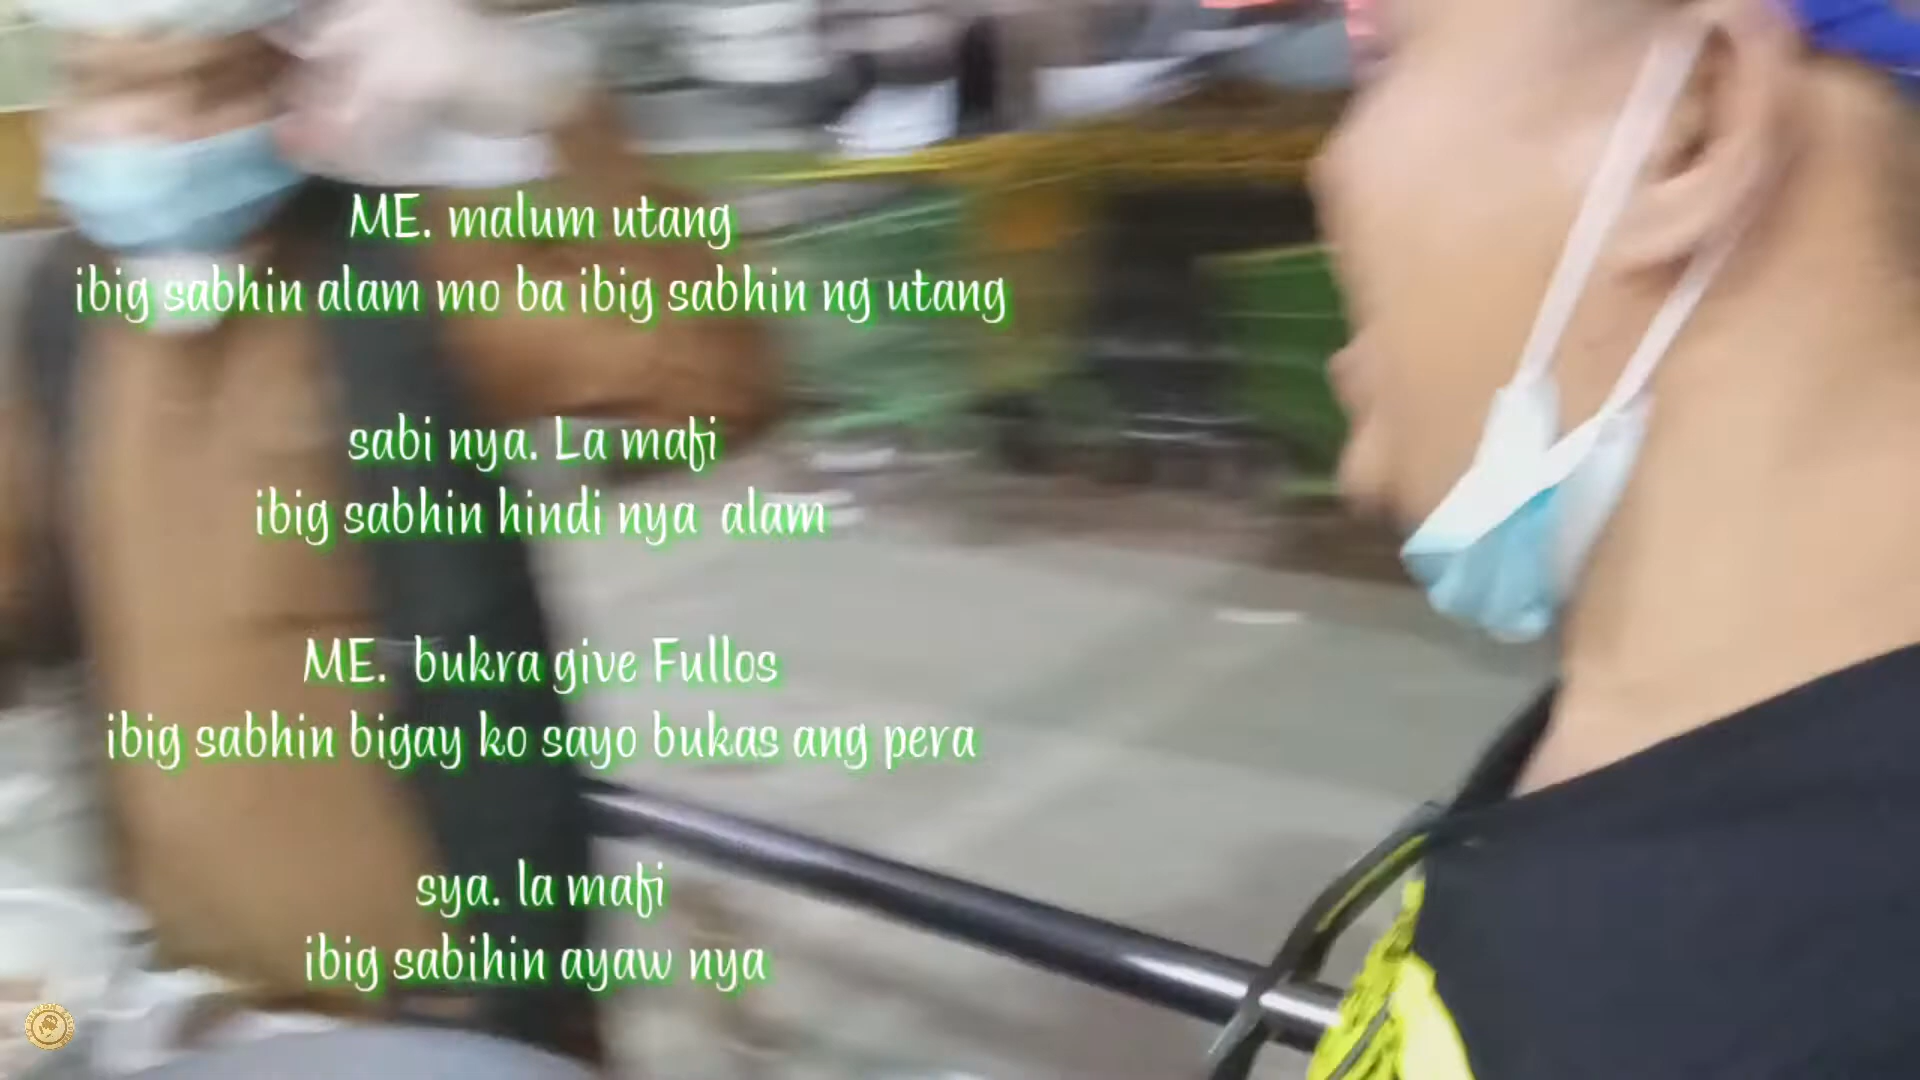 ME. malum utang
ibig sabhin alam mo ba ibig sabhin ng utang
sabi nya. La mafi
ibig sabhin hindi nya alam
ME. bukra give Fullos
ibig sabhin bigay ko sayo bukas ang pera
sya. la mafi
ibig sabihin ayaw nya